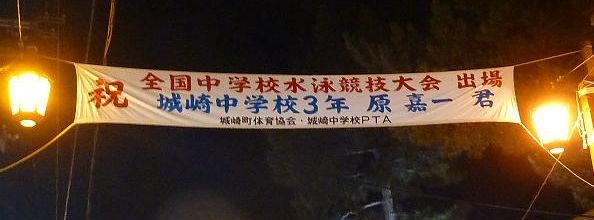 祝 全国中学校水泳競技大会 出場
城崎中学校3年 原 嘉一 君
城崎町体育協会・城崎中学校PTA